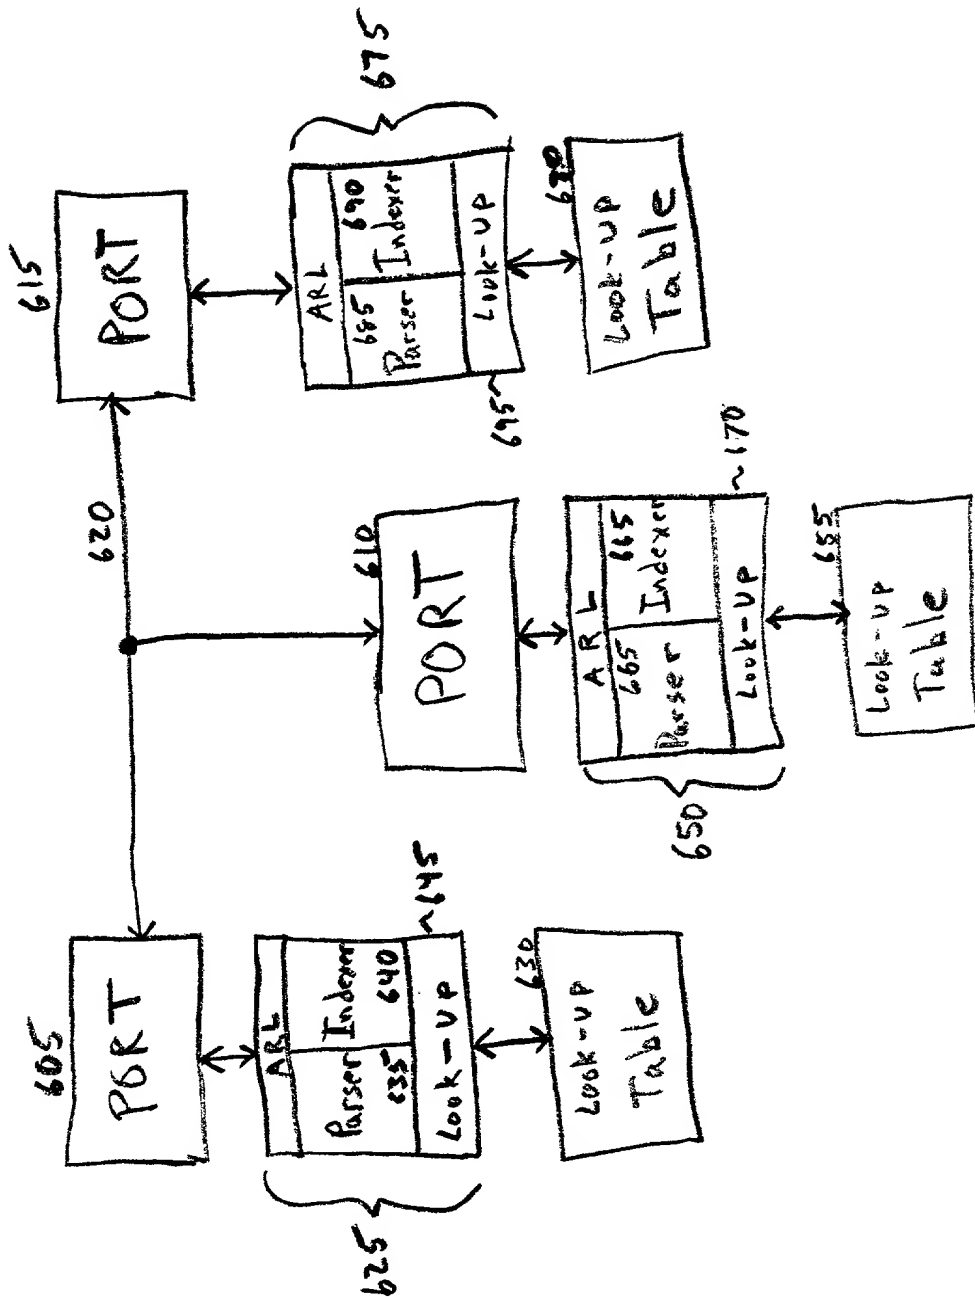 605
PORT
625
ARL
Parser
Indexer
635
640
Look-UP
645
630
Look-UP
Table
620
610
PORT
650
ARL
665
665
Parser
Indexer
Look-UP
170
655
Look-UP
Table
615
PORT
675
ARL
685
690
Parser
Indexer
Look-UP
695
Look-UP
Table